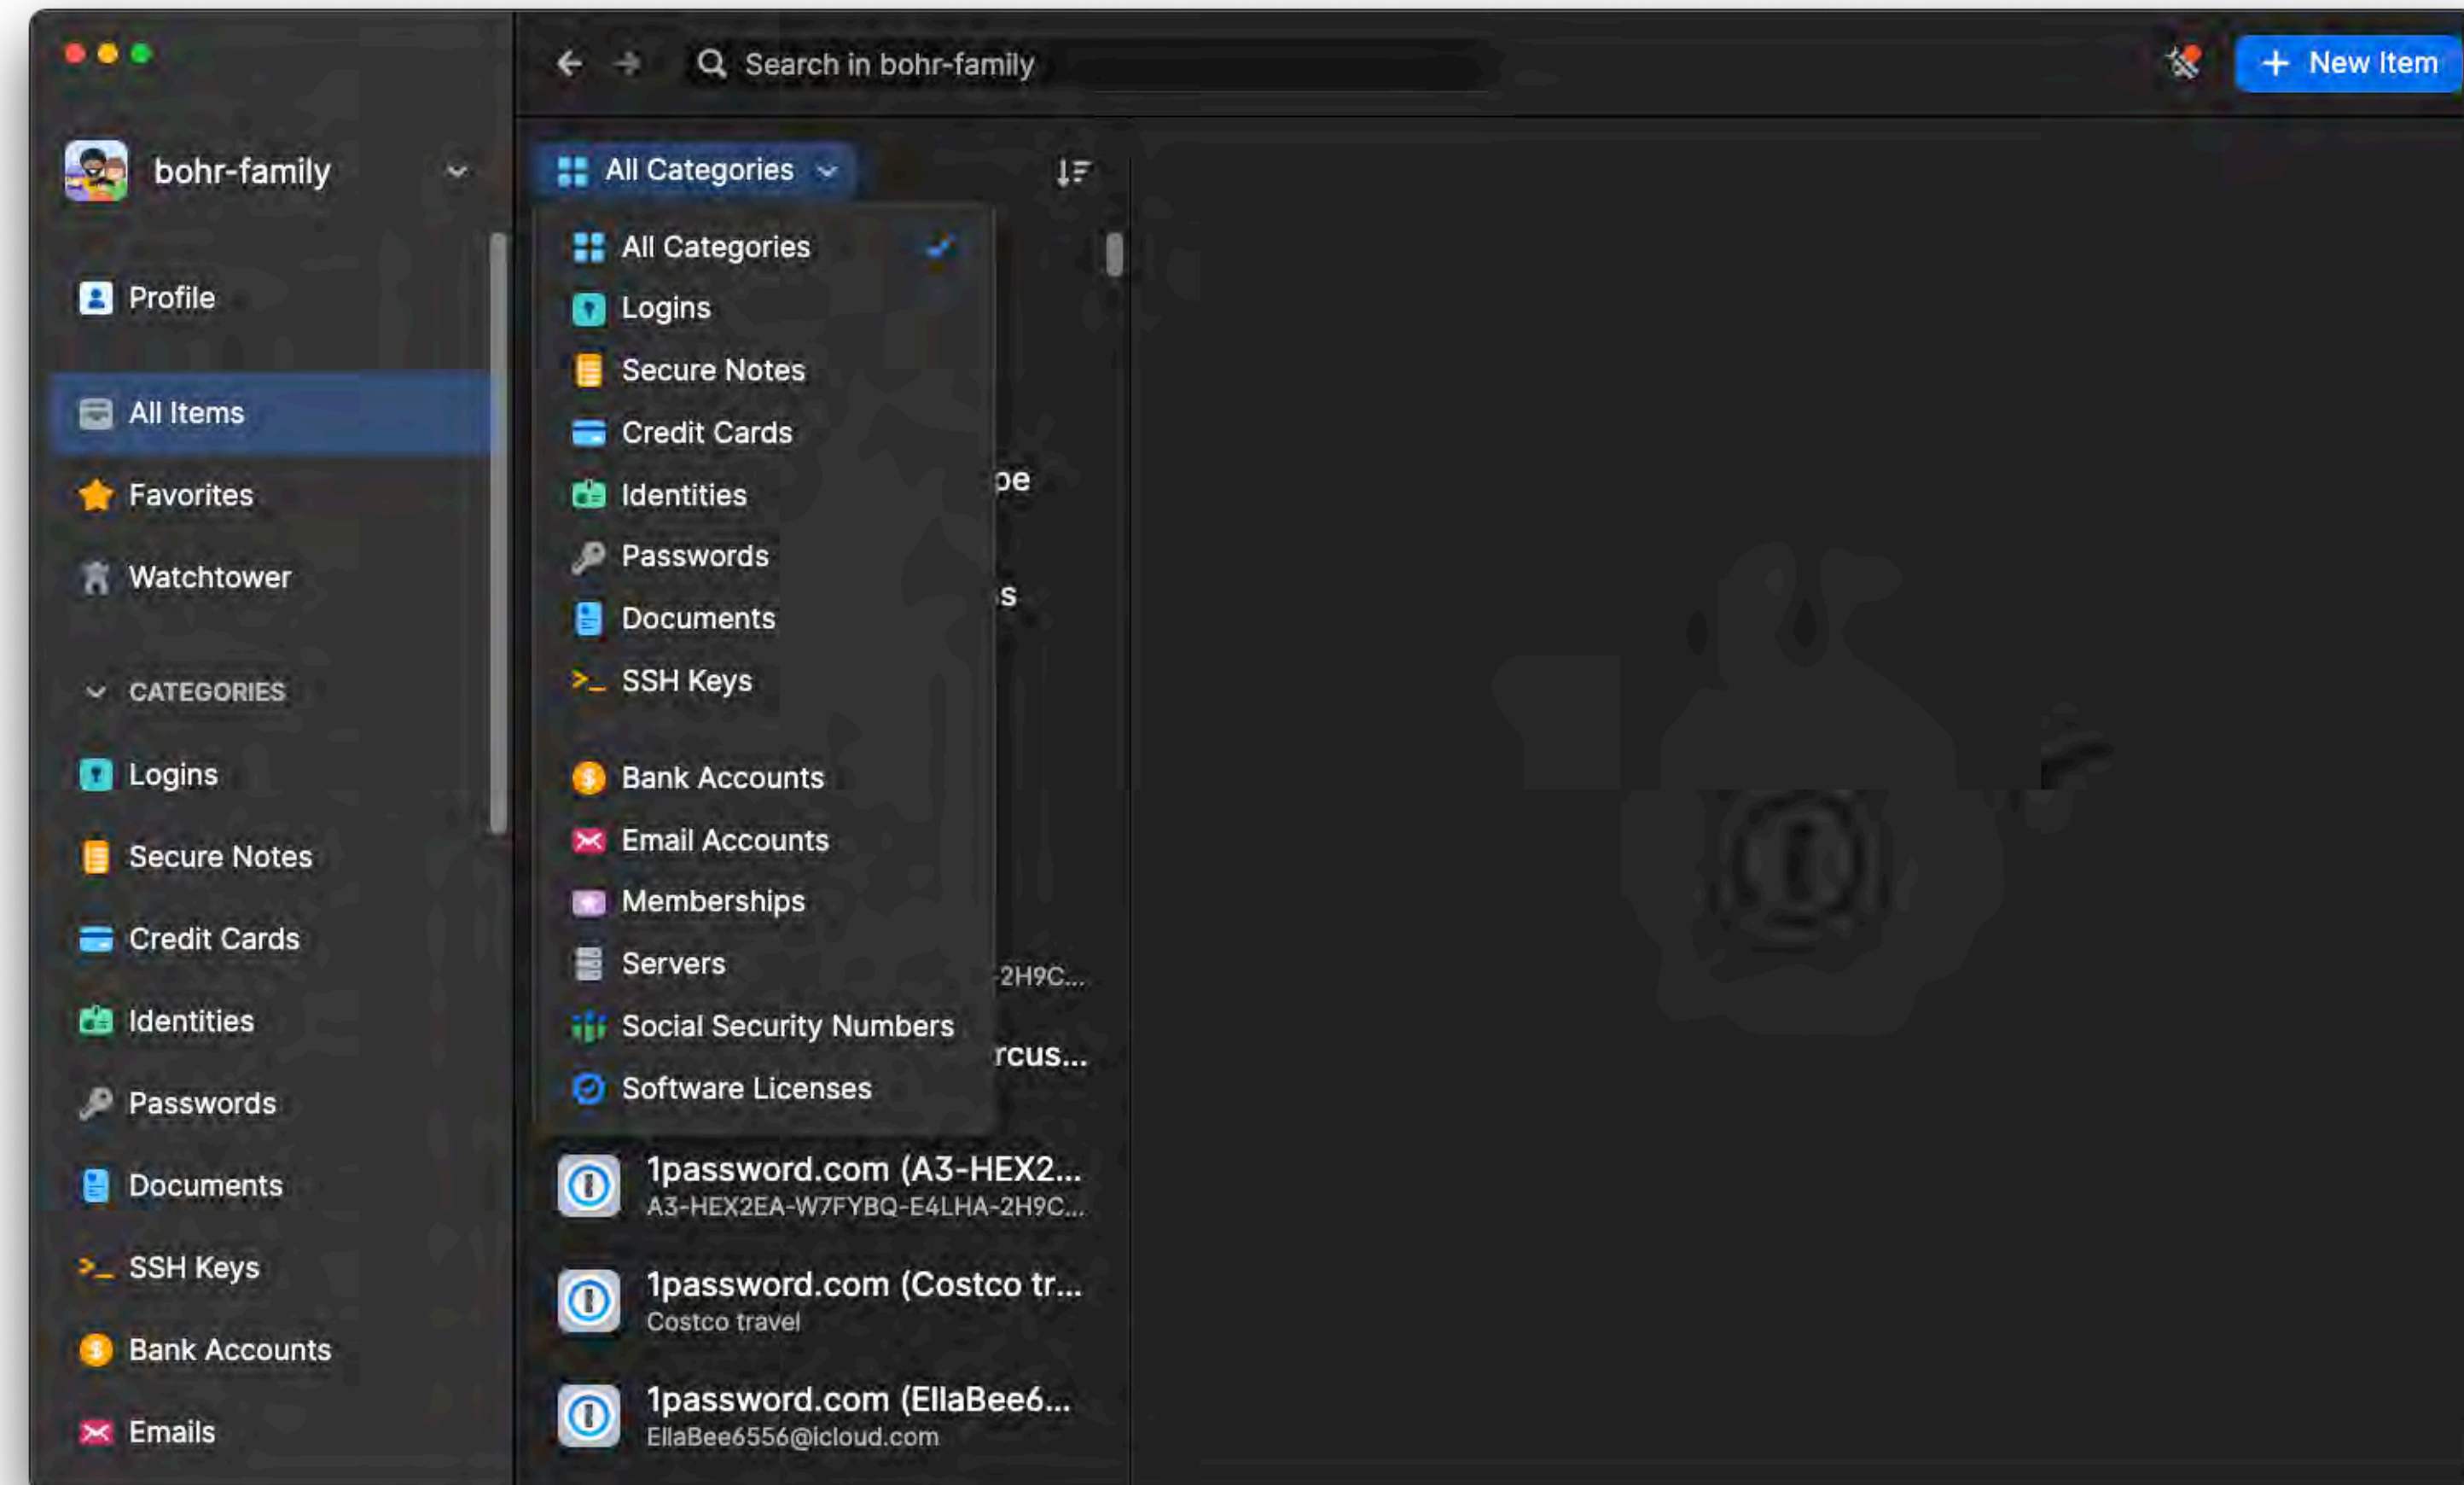 Search in bohr-family
New Item
bohr-family
Profile
All Items
Favorites
Watchtower
CATEGORIES
Logins
Secure Notes
Credit Cards
Identities
Passwords
Documents
SSH Keys
Bank Accounts
Emails
All Categories
All Categories
Logins
Secure Notes
Credit Cards
Identities
Passwords
Documents
SSH Keys
Bank Accounts
Email Accounts
Memberships
Servers
Social Security Numbers
Software Licenses
-2H9C...
rcus...
1password.com (A3-HEX2...
A3-HEX2EA-W7FYBQ-E4LHA-2H9C...
1password.com (Costco tr...
Costco travel
1password.com (EllaBee6...
EllaBee6556@icloud.com